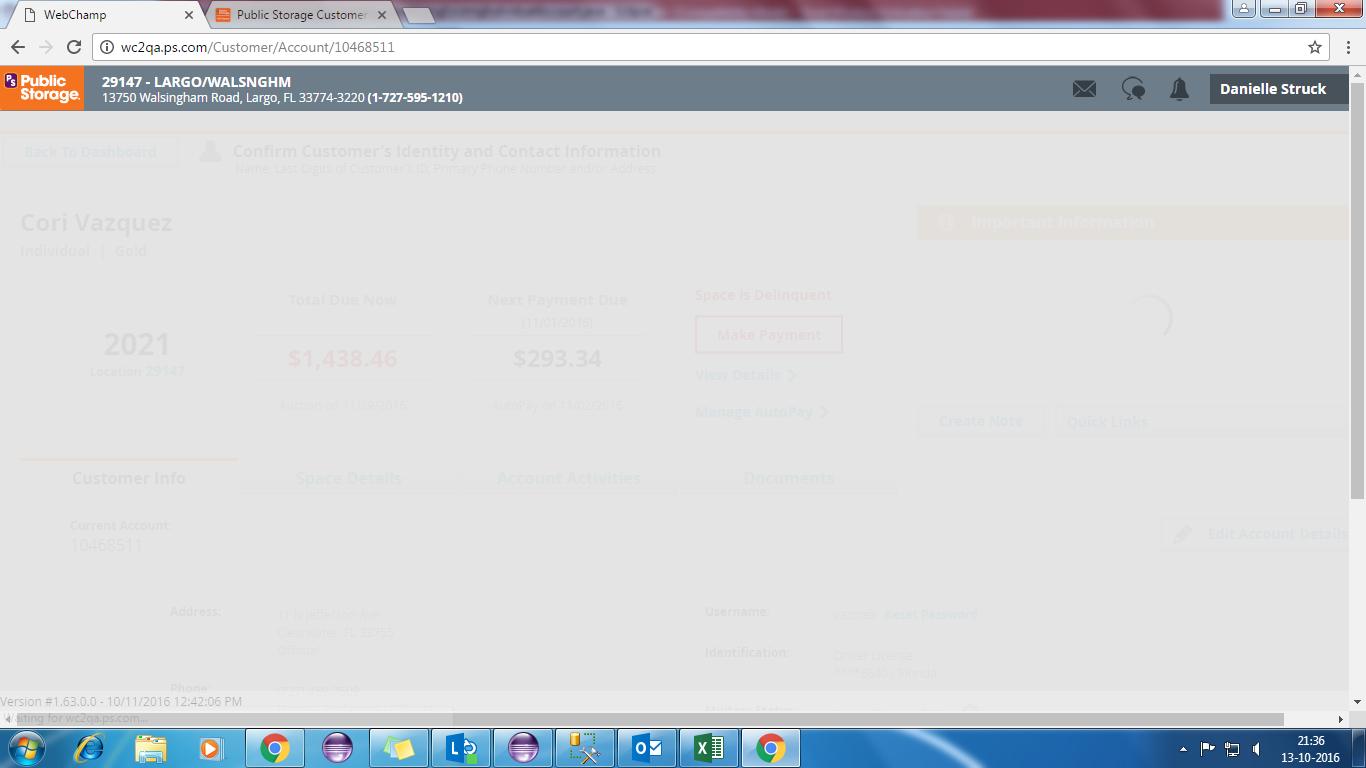 WebChamp
Public Storage Customer
wc2qa.ps.com/Customer/Account/10468511
PS Public Storage.
29147 - LARGO/WALSNGHM
13750 Walsingham Road, Largo, FL 33774-3220 (1-727-595-1210)
Danielle Struck
Back To Dashboard
Confirm Customer's Identity and Contact Information
Name, Last Digits of Customer's ID, Primary Phone Number and/or Address
Cori Vazquez
Individual | Gold
Important Information
Total Due Now
Next Payment Due
(11/01/2016)
Space is Delinquent
Make Payment
2021
Location 29147
$1,438.46
$293.34
View Details
Auction on 11/09/2016
AutoPay on 11/02/2016
Manage AutoPay
Create Note
Quick Links
Customer Info
Space Details
Account Activities
Documents
Current Account:
10468511
Edit Account Details
Address:
Jefferson Ave
Clearwater, FL 33755
Username:
Reset Password
Identification:
Driver License
Florida
Phone:
Military Status:
Version #1.63.0.0 - 10/11/2016 12:42:06 PM
Waiting for wc2qa.ps.com...
21:36
13-10-2016